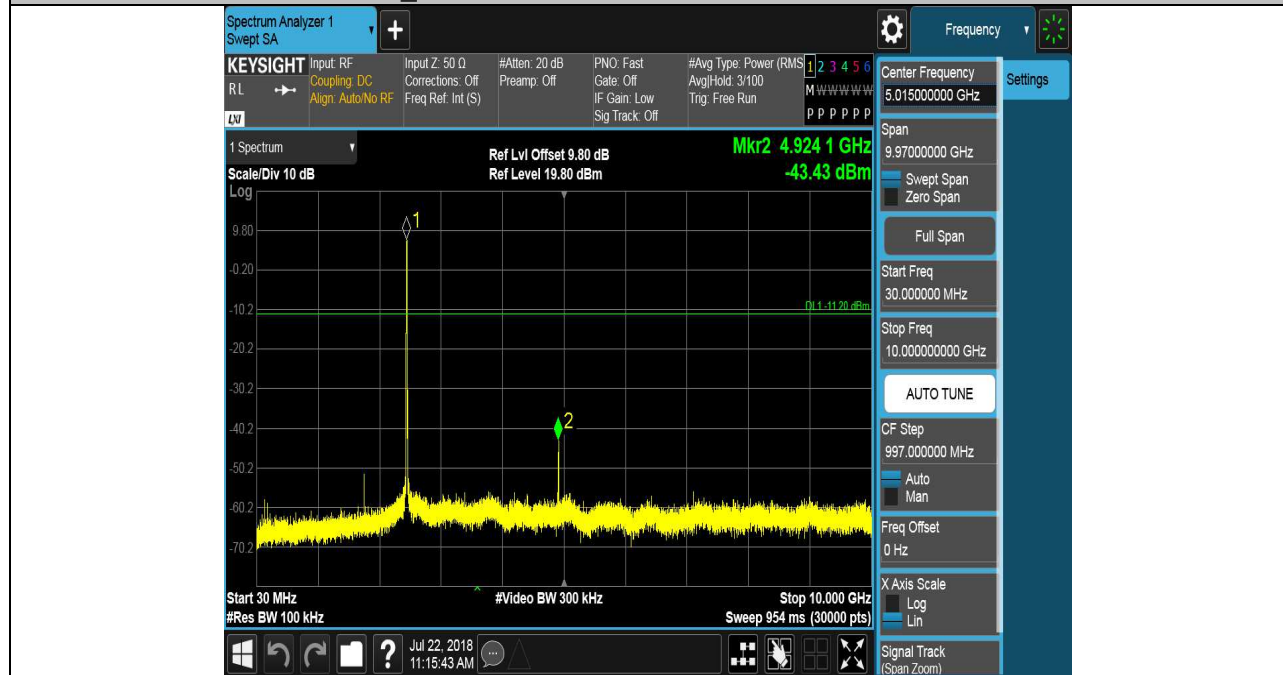 Spectrum Analyzer 1
Swept SA
+
Frequency
KEYSIGHT
RL
LXI
Input: RF
Coupling: DC
Align: Auto/No RF
Input Z: 50 Ω
Corrections: Off
Freq Ref: Int (S)
#Atten: 20 dB
Preamp: Off
PNO: Fast
Gate: Off
IF Gain: Low
Sig Track: Off
#Avg Type: Power (RMS
Avg|Hold: 3/100
Trig: Free Run
1 2 3 4 5 6
M W W W W W
P P P P P P
1 Spectrum
Scale/Div 10 dB
Ref Lvl Offset 9.80 dB
Ref Level 19.80 dBm
Mkr2 4.924 1 GHz
-43.43 dBm
Log
9.80
-0.20
-10.2
-20.2
-30.2
-40.2
-50.2
-60.2
-70.2
1
2
DL1 -11.20 dBm
Start 30 MHz
#Res BW 100 kHz
#Video BW 300 kHz
Stop 10.000 GHz
Sweep 954 ms (30000 pts)
Jul 22, 2018
11:15:43 AM
?
Center Frequency
5.015000000 GHz
Settings
Span
9.97000000 GHz
Swept Span
Zero Span
Full Span
Start Freq
30.000000 MHz
Stop Freq
10.000000000 GHz
AUTO TUNE
CF Step
997.000000 MHz
Auto
Man
Freq Offset
0 Hz
X Axis Scale
Log
Lin
Signal Track
(Span Zoom)